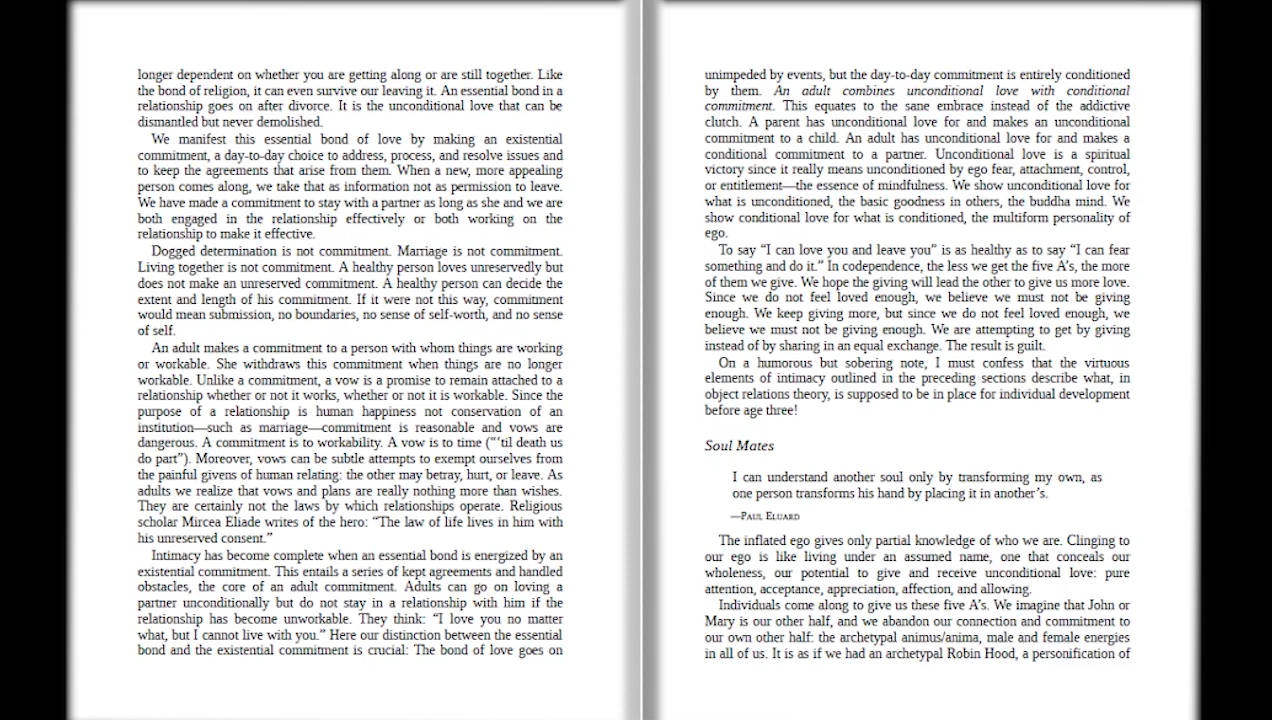 longer dependent on whether you are getting along or are still together. Like
the bond of religion, it can even survive our leaving it. An essential bond in a
relationship goes on after divorce. It is the unconditional love that can be
dismantled but never demolished.
We manifest this essential bond of love by making an existential
commitment, a day-to-day choice to address, process, and resolve issues and
to keep the agreements that arise from them. When a new, more appealing
person comes along, we take that as information not as permission to leave.
We have made a commitment to stay with a partner as long as she and we are
both engaged in the relationship effectively or both working on the
relationship to make it effective.
Dogged determination is not commitment. Marriage is not commitment.
Living together is not commitment. A healthy person loves unreservedly but
does not make an unreserved commitment. A healthy person can decide the
extent and length of his commitment. If it were not this way, commitment
would mean submission, no boundaries, no sense of self-worth, and no sense
of self.
An adult makes a commitment to a person with whom things are working
or workable. She withdraws this commitment when things are no longer
workable. Unlike a commitment, a vow is a promise to remain attached to a
relationship whether or not it works, whether or not it is workable. Since the
purpose of a relationship is human happiness not conservation of an
institution—such as marriage—commitment is reasonable and vows are
dangerous. A commitment is to workability. A vow is to time (“‘til death us
do part”). Moreover, vows can be subtle attempts to exempt ourselves from
the painful givens of human relating: the other may betray, hurt, or leave. As
adults we realize that vows and plans are really nothing more than wishes.
They are certainly not the laws by which relationships operate. Religious
scholar Mircea Eliade writes of the hero: “The law of life lives in him with
his unreserved consent.”
Intimacy has become complete when an essential bond is energized by an
existential commitment. This entails a series of kept agreements and handled
obstacles, the core of an adult commitment. Adults can go on loving a
partner unconditionally but do not stay in a relationship with him if the
relationship has become unworkable. They think: “I love you no matter
what, but I cannot live with you.” Here our distinction between the essential
bond and the existential commitment is crucial: The bond of love goes on
unimpeded by events, but the day-to-day commitment is entirely conditioned
by them. An adult combines unconditional love with conditional
commitment. This equates to the sane embrace instead of the addictive
clutch. A parent has unconditional love for and makes an unconditional
commitment to a child. An adult has unconditional love for and makes a
conditional commitment to a partner. Unconditional love is a spiritual
victory since it really means unconditioned by ego fear, attachment, control,
or entitlement—the essence of mindfulness. We show unconditional love for
what is unconditioned, the basic goodness in others, the buddha mind. We
show conditional love for what is conditioned, the multiform personality of
ego.
To say “I can love you and leave you” is as healthy as to say “I can fear
something and do it.” In codependence, the less we get the five A’s, the more
of them we give. We hope the giving will lead the other to give us more love.
Since we do not feel loved enough, we believe we must not be giving
enough. We keep giving more, but since we do not feel loved enough, we
believe we must not be giving enough. We are attempting to get by giving
instead of by sharing in an equal exchange. The result is guilt.
On a humorous but sobering note, I must confess that the virtuous
elements of intimacy outlined in the preceding sections describe what, in
object relations theory, is supposed to be in place for individual development
before age three!
Soul Mates
I can understand another soul only by transforming my own, as
one person transforms his hand by placing it in another’s.
—PAUL ELUARD
The inflated ego gives only partial knowledge of who we are. Clinging to
our ego is like living under an assumed name, one that conceals our
wholeness, our potential to give and receive unconditional love: pure
attention, acceptance, appreciation, affection, and allowing.
Individuals come along to give us these five A’s. We imagine that John or
Mary is our other half, and we abandon our connection and commitment to
our own other half: the archetypal animus/anima, male and female energies
in all of us. It is as if we had an archetypal Robin Hood, a personification of